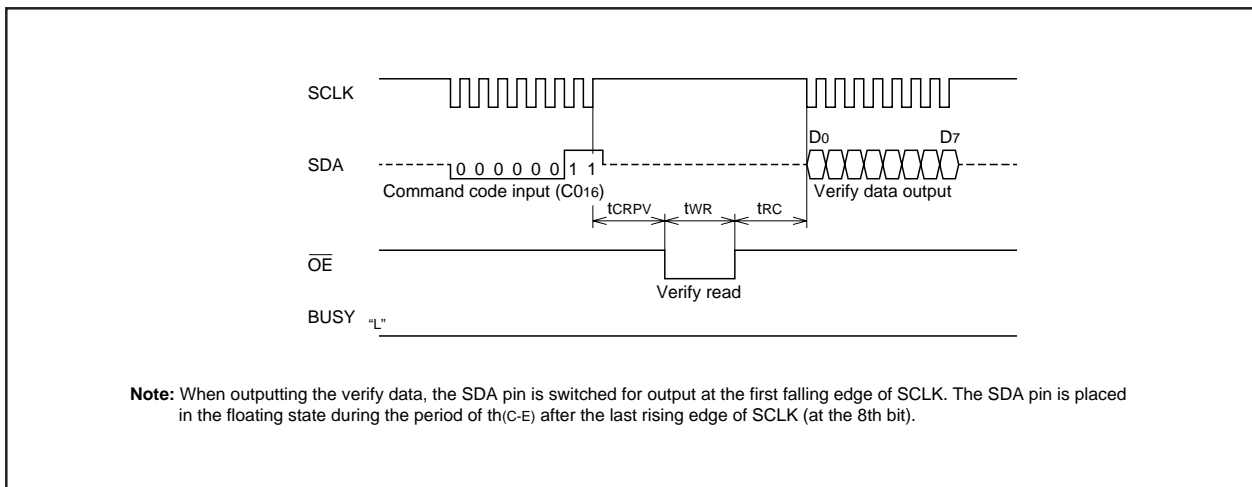 SCLK
D0 D7
SDA
0 0 0 0 0 0 1 1
Command code input (C016)
Verify data output
tCRPV tWR tRC
OE
Verify read
BUSY "L"
Note: When outputting the verify data, the SDA pin is switched for output at the first falling edge of SCLK. The SDA pin is placed
in the floating state during the period of th(C-E) after the last rising edge of SCLK (at the 8th bit).